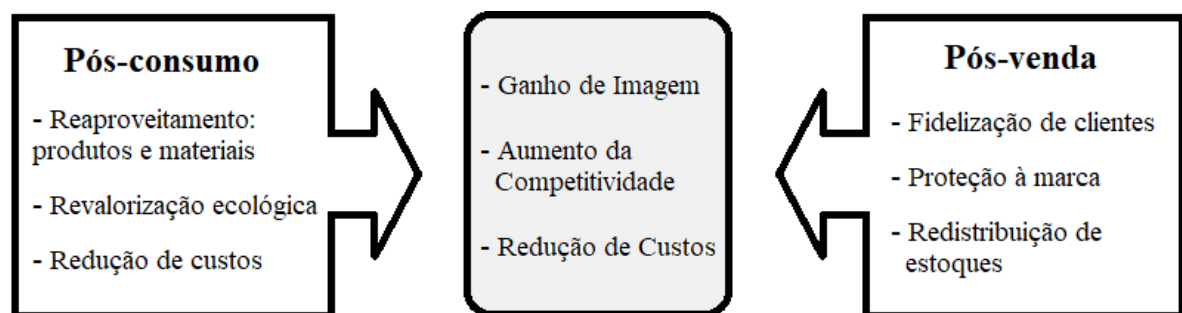 Pós-consumo
- Reaproveitamento:
produtos e materiais
- Revalorização ecológica
- Redução de custos
- Ganho de Imagem
- Aumento da
Competitividade
- Redução de Custos
Pós-venda
- Fidelização de clientes
- Proteção à marca
- Redistribuição de
estoques